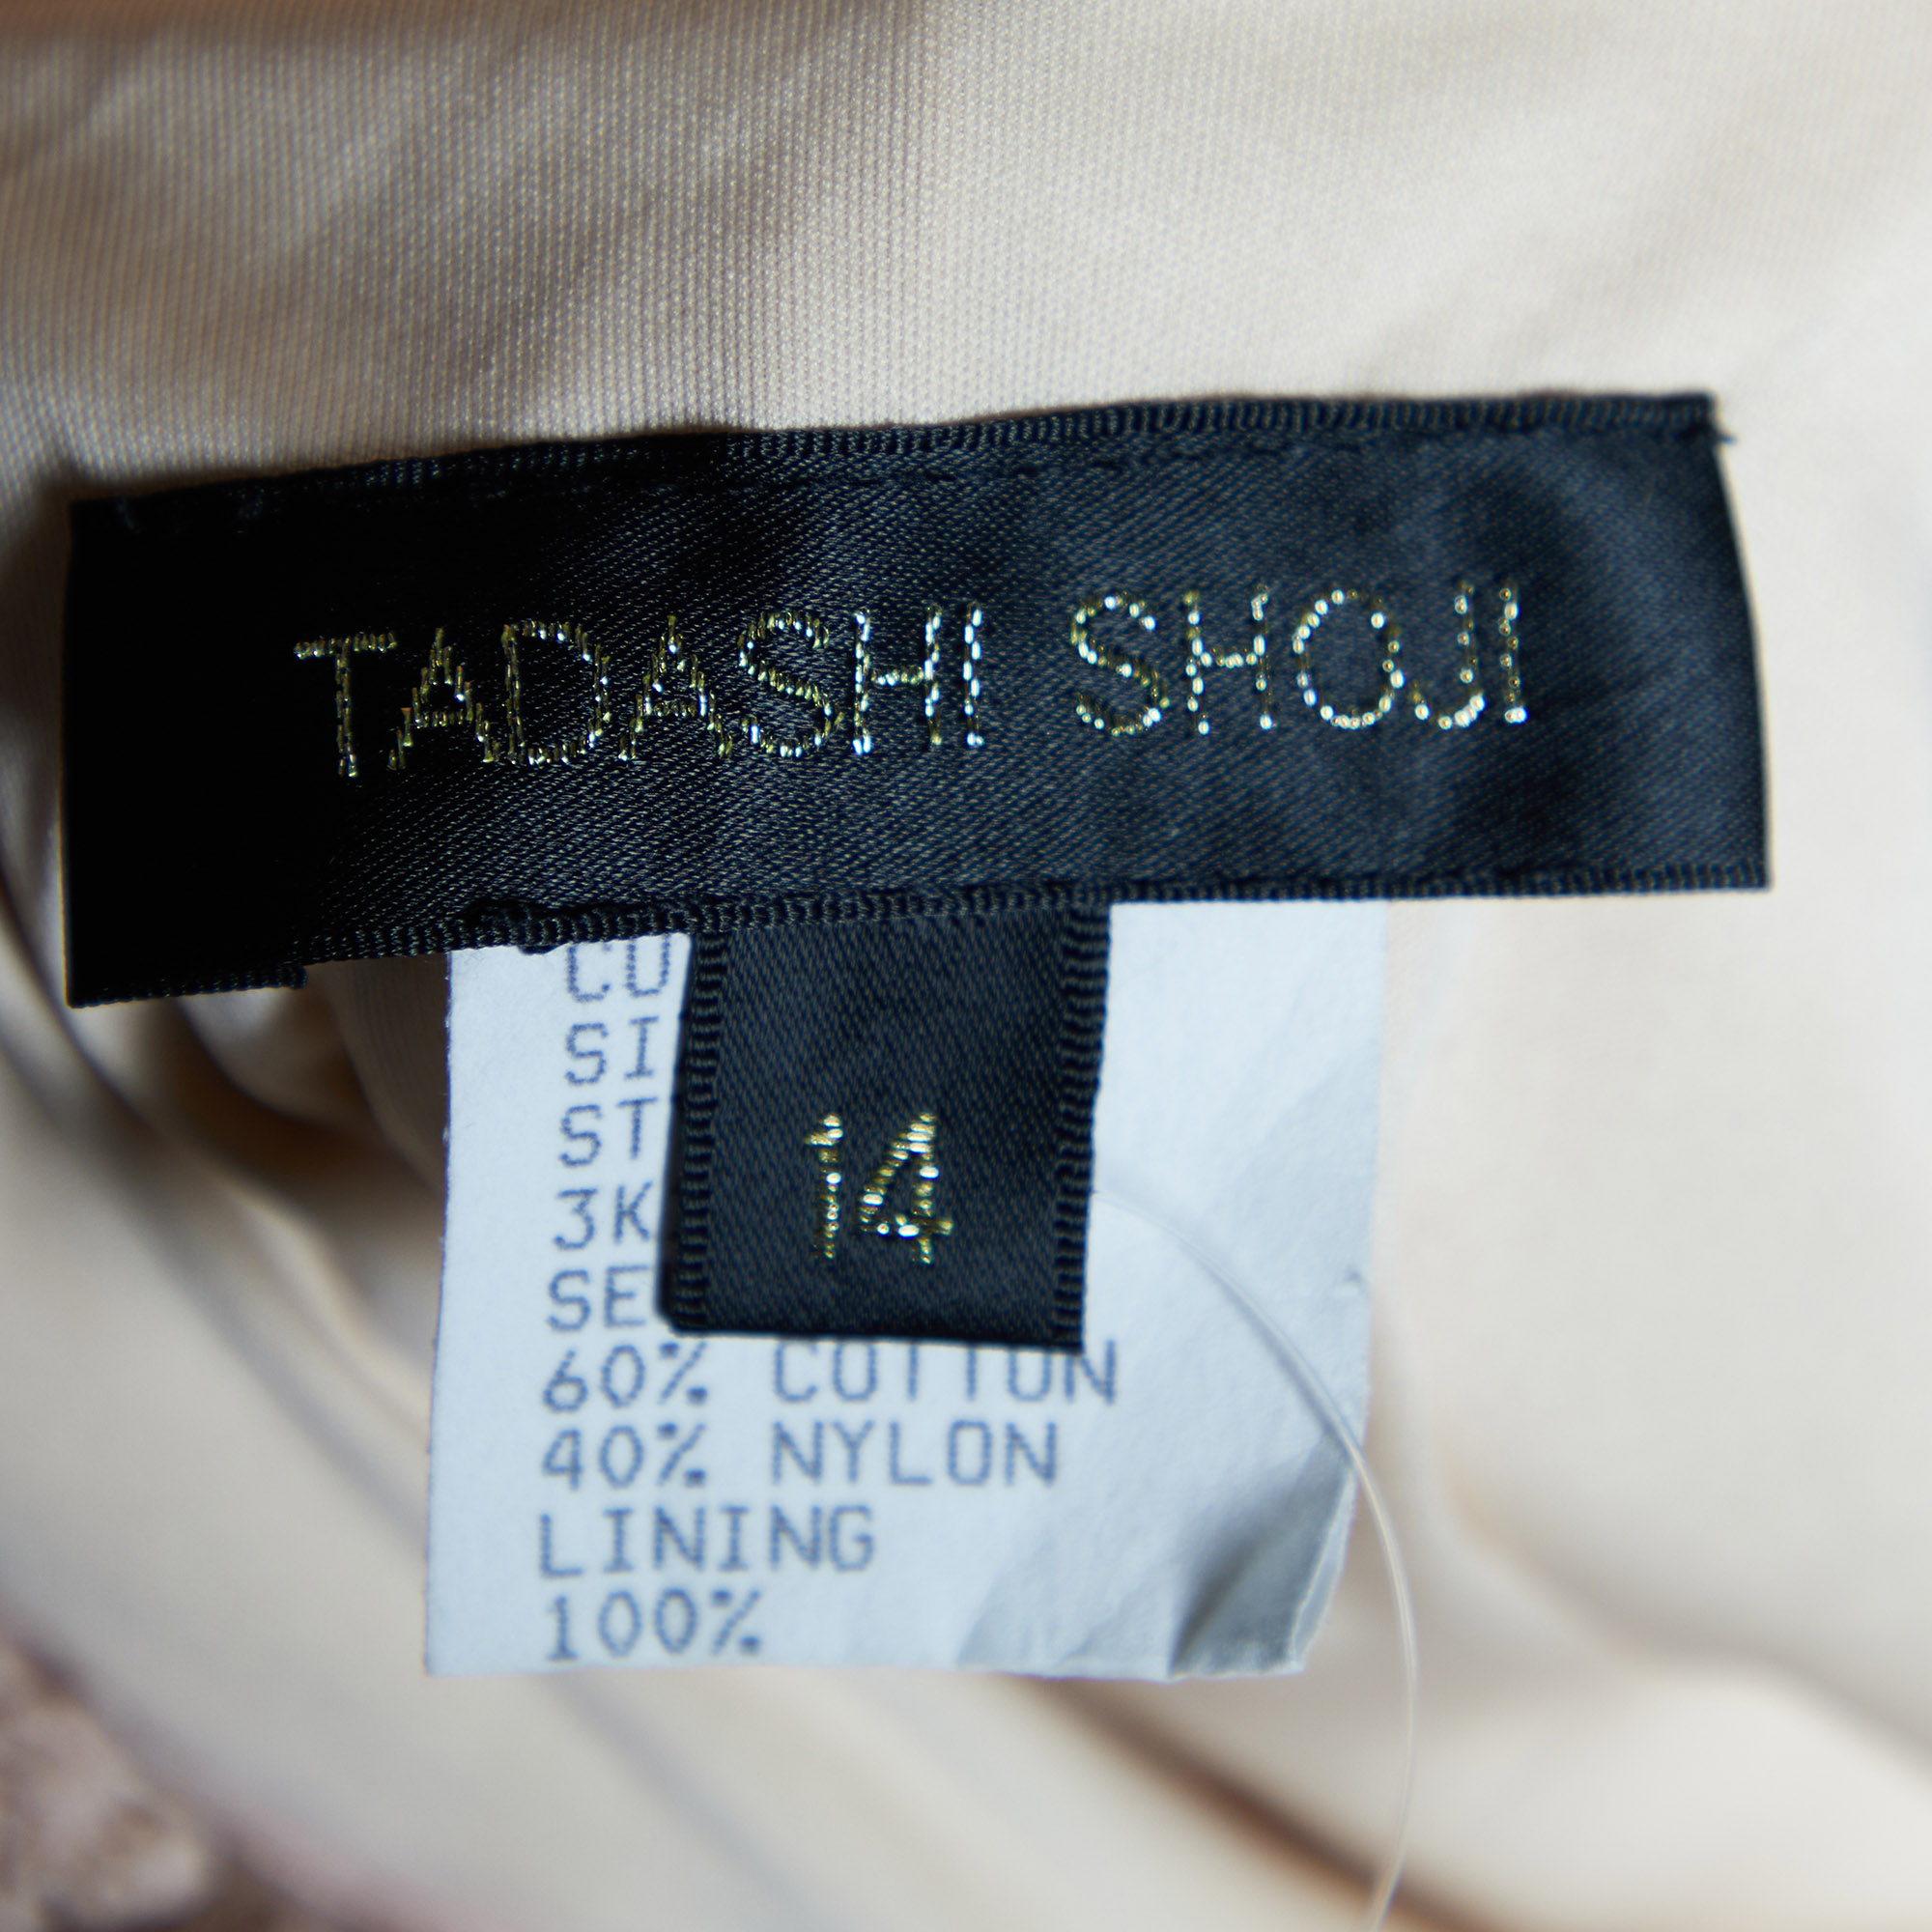 TADASHI SHOJI
14
CO
SI
ST
3K
SE
60% COTTON
40% NYLON
LINING
100%